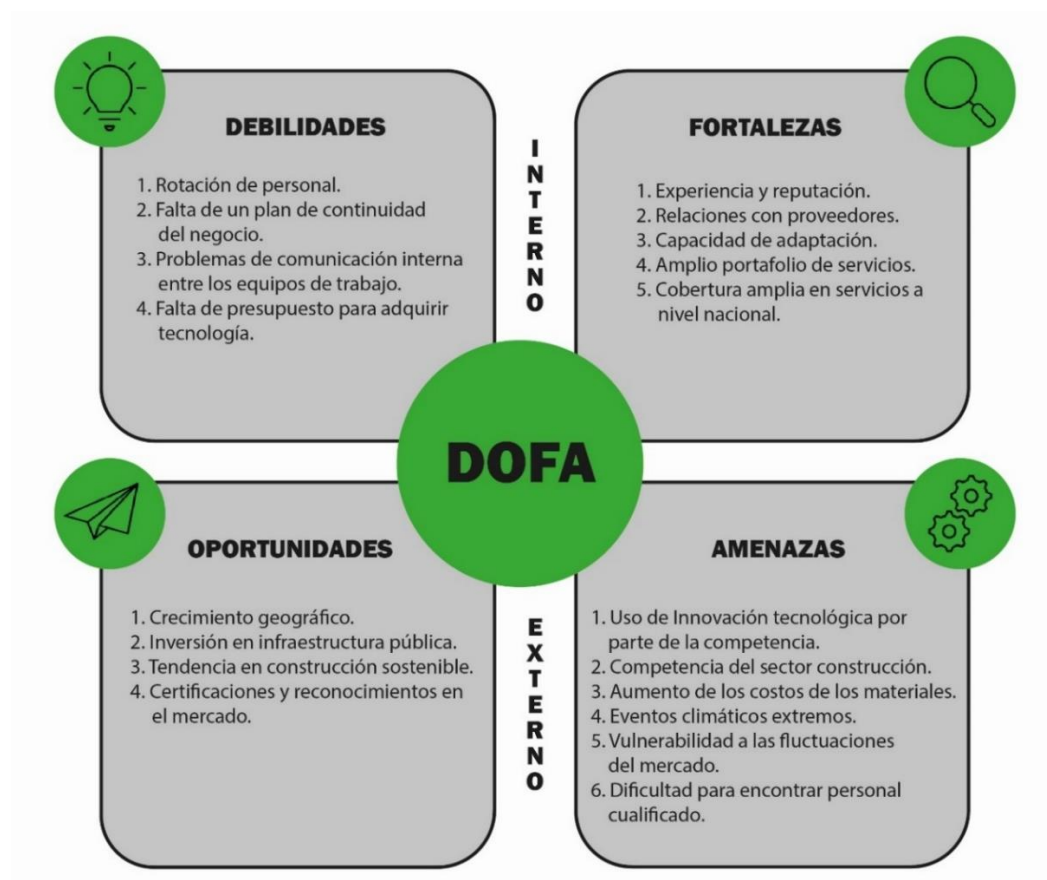 DEBILIDADES
1. Rotación de personal.
2. Falta de un plan de continuidad
del negocio.
3. Problemas de comunicación interna
entre los equipos de trabajo.
4. Falta de presupuesto para adquirir
tecnología.
INTERNO
FORTALEZAS
1. Experiencia y reputación.
2. Relaciones con proveedores.
3. Capacidad de adaptación.
4. Amplio portafolio de servicios.
5. Cobertura amplia en servicios a
nivel nacional.
DOFA
OPORTUNIDADES
1. Crecimiento geográfico.
2. Inversión en infraestructura pública.
3. Tendencia en construcción sostenible.
4. Certificaciones y reconocimientos en
el mercado.
EXTERNO
AMENAZAS
1. Uso de Innovación tecnológica por
parte de la competencia.
2. Competencia del sector construcción.
3. Aumento de los costos de los materiales.
4. Eventos climáticos extremos.
5. Vulnerabilidad a las fluctuaciones
del mercado.
6. Dificultad para encontrar personal
cualificado.